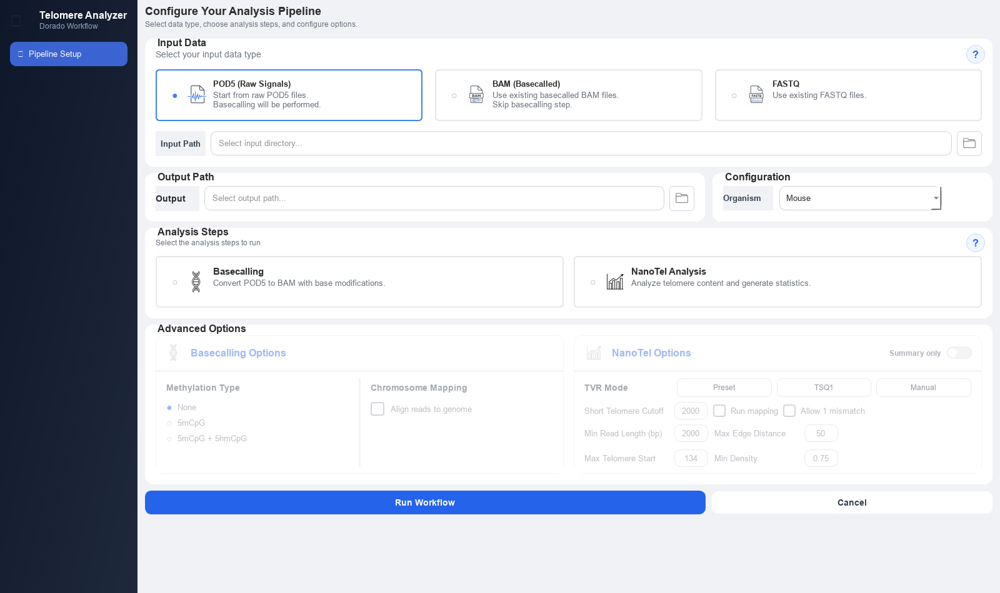 Telomere Analyzer
Dorado Workflow
Pipeline Setup
Configure Your Analysis Pipeline
Select data type, choose analysis steps, and configure options.
Input Data
Select your input data type
?
POD5 (Raw Signals)
Start from raw POD5 files.
Basecalling will be performed.
BAM
BAM (Basecalled)
Use existing basecalled BAM files.
Skip basecalling step.
FASTQ
FASTQ
Use existing FASTQ files.
Input Path
Select input directory...
Output Path
Output
Select output path...
Configuration
Organism
Mouse
Analysis Steps
Select the analysis steps to run
?
Basecalling
Convert POD5 to BAM with base modifications.
NanoTel Analysis
Analyze telomere content and generate statistics.
Advanced Options
Basecalling Options
Methylation Type
None
5mCpG
5mCpG + 5hmCpG
Chromosome Mapping
Align reads to genome
NanoTel Options
Summary only
TVR Mode
Preset
TSQ1
Manual
Short Telomere Cutoff 2000 Run mapping Allow 1 mismatch
Min Read Length (bp) 2000 Max Edge Distance 50
Max Telomere Start 134 Min Density 0.75
Run Workflow
Cancel